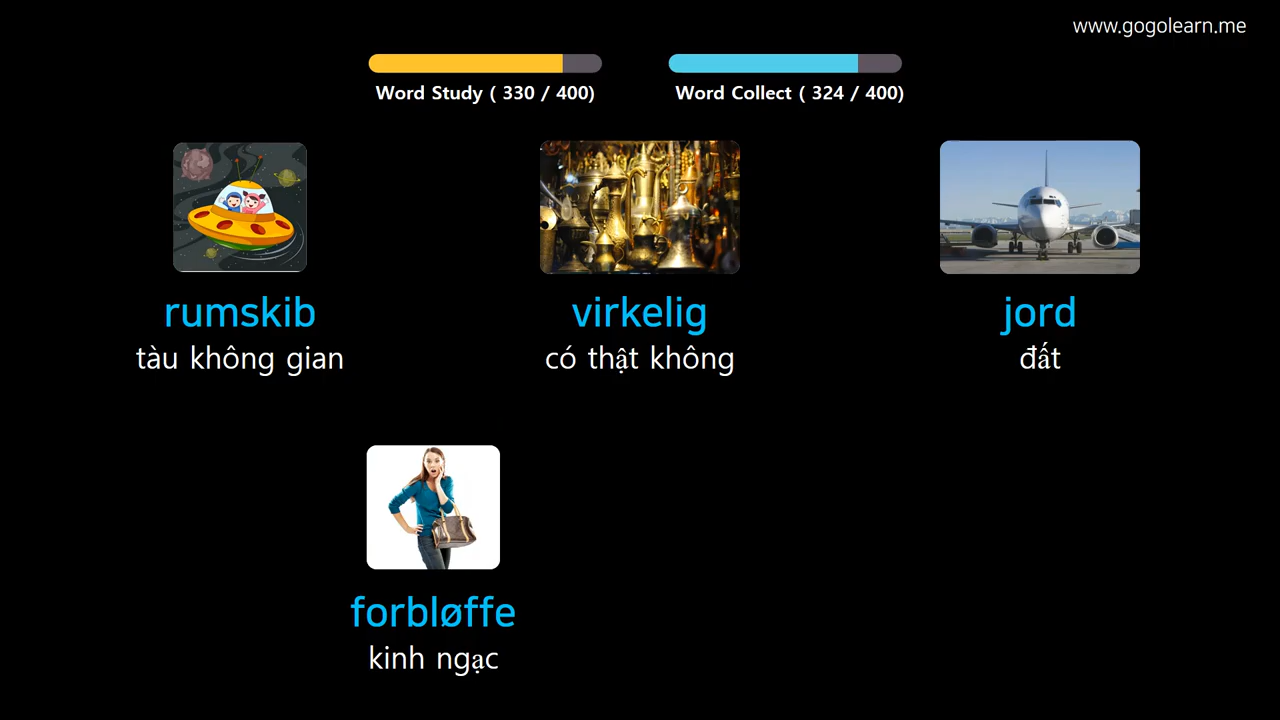 www.gogolearn.me
Word Study ( 330 / 400)
Word Collect ( 324 / 400)
rumskib
tàu không gian
virkelig
có thật không
jord
đất
forbløffe
kinh ngạc